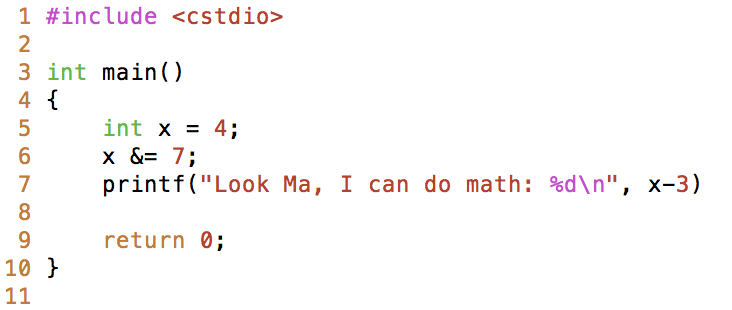 1 #include <cstdio>
2
3 int main()
4 {
5     int x = 4;
6     x &= 7;
7     printf("Look Ma, I can do math: %d\n", x-3)
8
9     return 0;
10 }
11